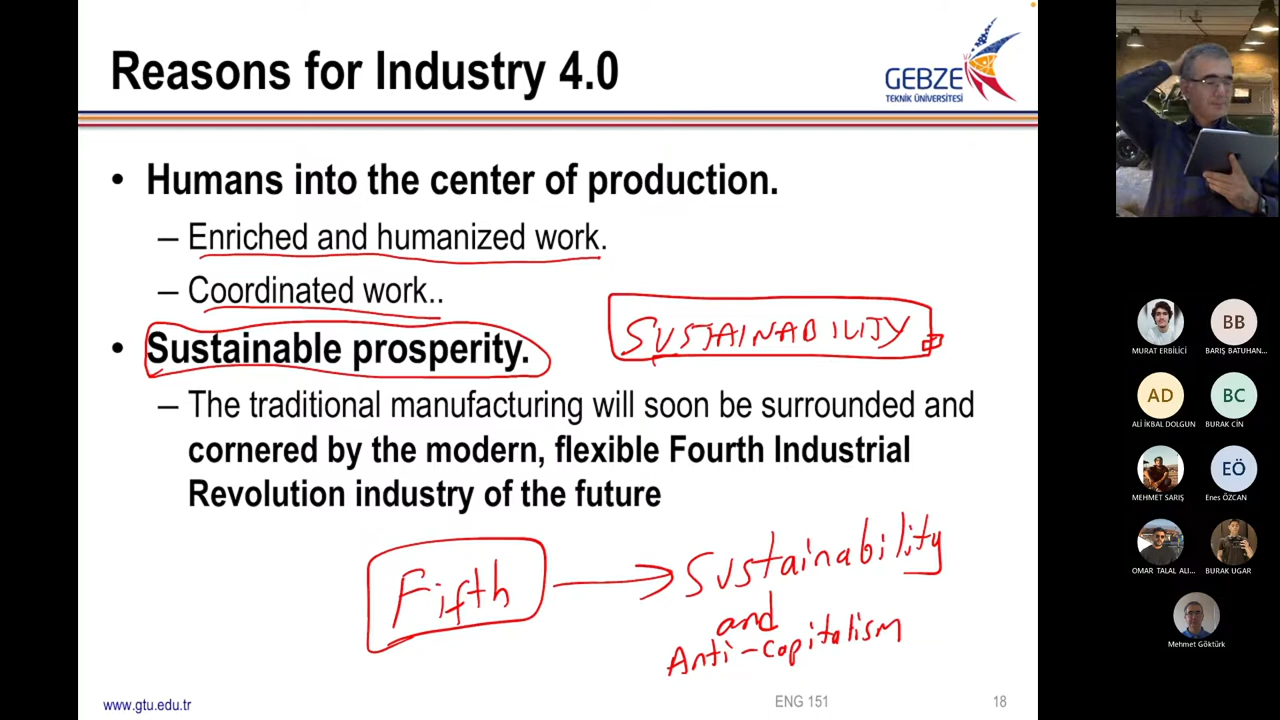 Reasons for Industry 4.0
GEBZE
TEKNİK ÜNİVERSİTESİ
• Humans into the center of production.
– Enriched and humanized work.
– Coordinated work..
SUSTAINABILITY
• Sustainable prosperity.
– The traditional manufacturing will soon be surrounded and
cornered by the modern, flexible Fourth Industrial
Revolution industry of the future
Fifth → Sustainability
and
Anti-capitalism
www.gtu.edu.tr
ENG 151
18
MURAT ERBİLİCİ
BB
BARIŞ BATUHAN...
AD
ALİ İKBAL DOLGUN
BC
BURAK CİN
MEHMET SARIŞ
EÖ
Enes ÖZCAN
OMAR TALAL ALI...
BURAK UGAR
Mehmet Göktürk